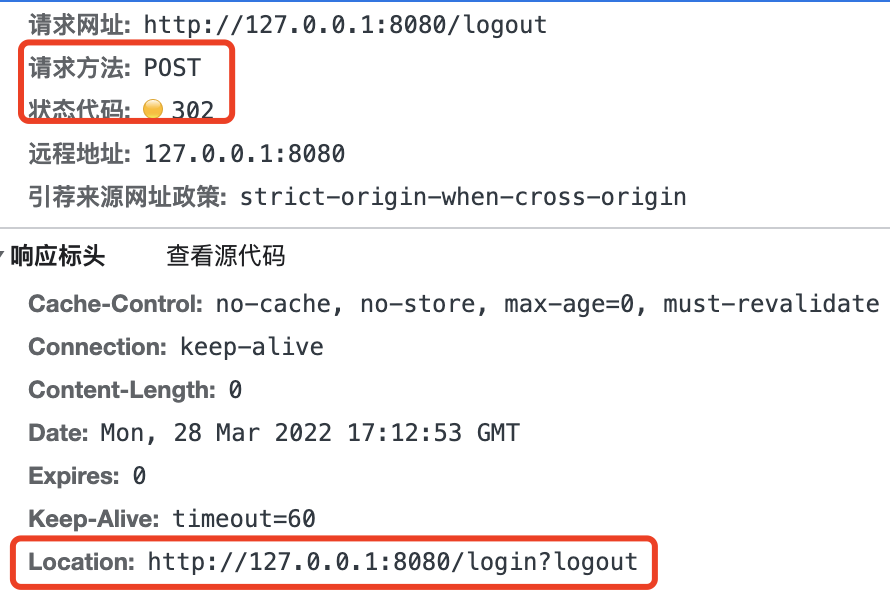 请求网址: http://127.0.0.1:8080/logout
请求方法: POST
状态代码: 302
远程地址: 127.0.0.1:8080
引荐来源网址政策: strict-origin-when-cross-origin
响应标头 查看源代码
Cache-Control: no-cache, no-store, max-age=0, must-revalidate
Connection: keep-alive
Content-Length: 0
Date: Mon, 28 Mar 2022 17:12:53 GMT
Expires: 0
Keep-Alive: timeout=60
Location: http://127.0.0.1:8080/login?logout